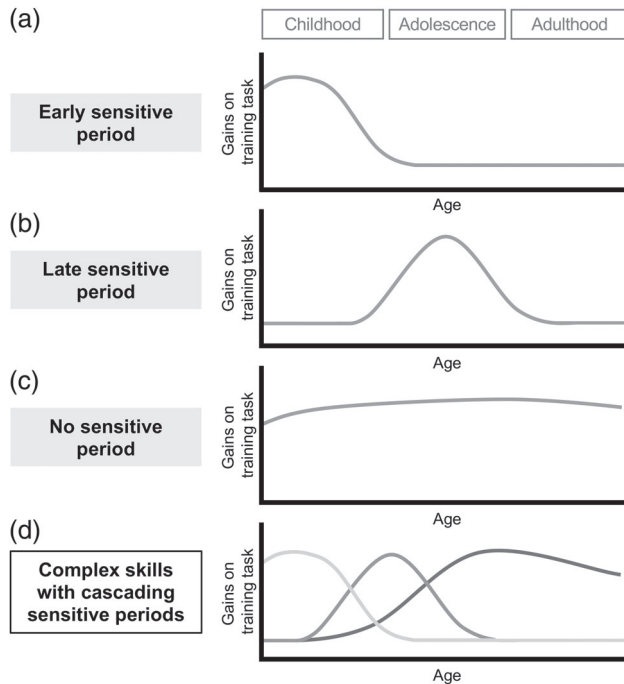 Childhood
Adolescence
Adulthood
(a)
Early sensitive
period
Gains on
training task
Age
(b)
Late sensitive
period
Gains on
training task
Age
(c)
No sensitive
period
Gains on
training task
Age
(d)
Complex skills
with cascading
sensitive periods
Gains on
training task
Age